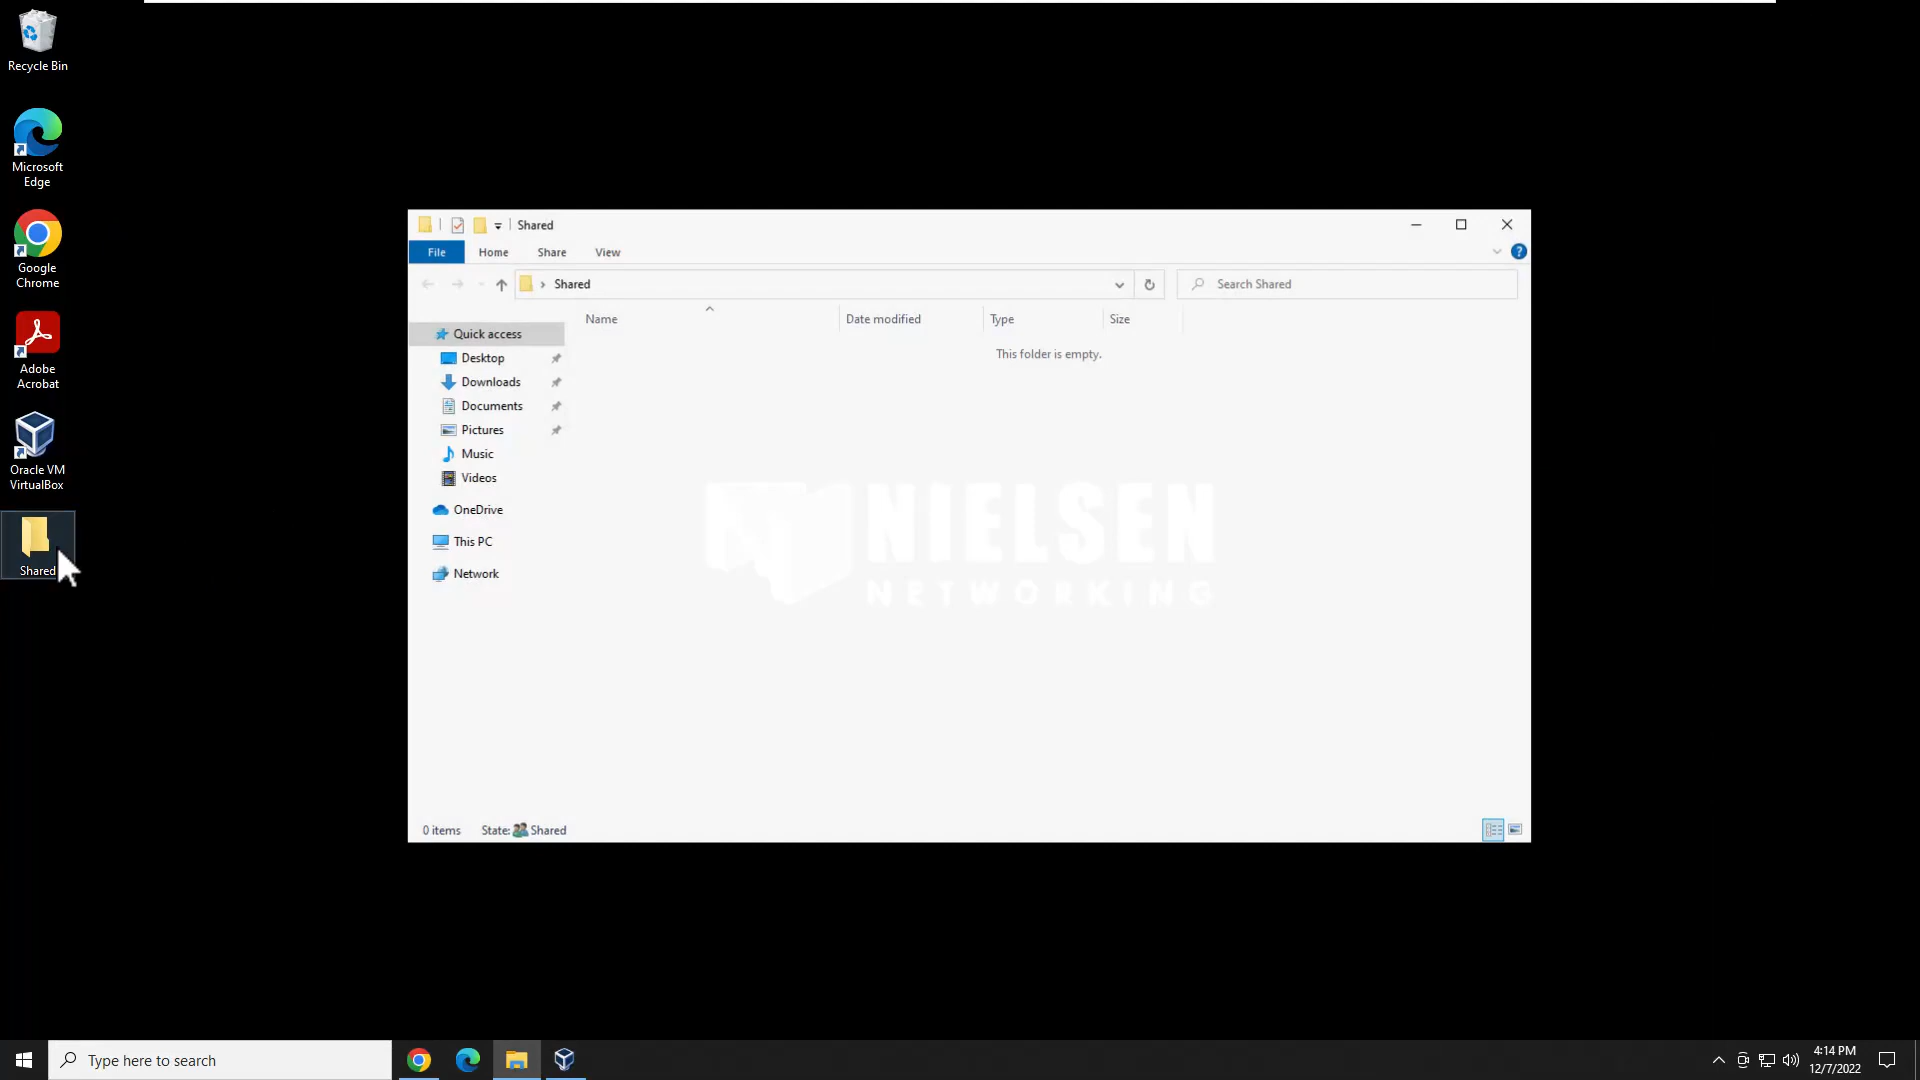 Recycle Bin
Microsoft
Edge
Google
Chrome
Adobe
Acrobat
Oracle VM
VirtualBox
Shared
Shared
File Home Share View
Shared
Search Shared
Name Date modified Type Size
This folder is empty.
Quick access
Desktop
Downloads
Documents
Pictures
Music
Videos
OneDrive
This PC
Network
NIELSEN
NETWORKING
0 items State: Shared
Type here to search
4:14 PM
12/7/2022